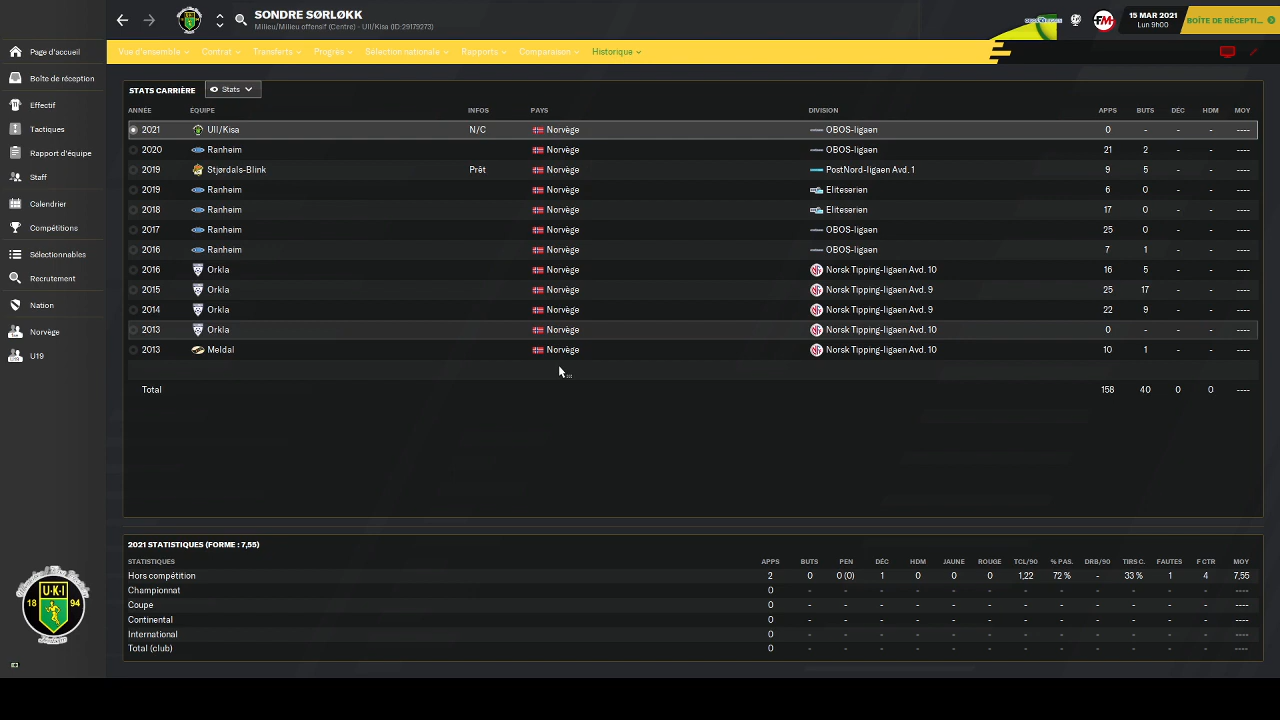 SONDRE SØRLØKK
Milieu/Milieu offensif (Centre) - Ull/Kisa (ID:29179273)
15 MAR 2021
Lun 9h00
BOÎTE DE RÉCEPTI...
Vue d'ensemble Contrat Transferts Progrès Sélection nationale Rapports Comparaison Historique
Page d'accueil
Boîte de réception
Effectif
Tactiques
Rapport d'équipe
Staff
Calendrier
Compétitions
Sélectionnables
Recrutement
Nation
Norvège
U19
STATS CARRIÈRE Stats
ANNÉE ÉQUIPE INFOS PAYS DIVISION APPS BUTS DÉC HDM MOY
2021 Ull/Kisa N/C Norvège OBOS-ligaen 0 - - - ----
2020 Ranheim Norvège OBOS-ligaen 21 2 - - ----
2019 Stjørdals-Blink Prêt Norvège PostNord-ligaen Avd. 1 9 5 - - ----
2019 Ranheim Norvège Eliteserien 6 0 - - ----
2018 Ranheim Norvège Eliteserien 17 0 - - ----
2017 Ranheim Norvège OBOS-ligaen 25 0 - - ----
2016 Ranheim Norvège OBOS-ligaen 7 1 - - ----
2016 Orkla Norvège Norsk Tipping-ligaen Avd. 10 16 5 - - ----
2015 Orkla Norvège Norsk Tipping-ligaen Avd. 9 25 17 - - ----
2014 Orkla Norvège Norsk Tipping-ligaen Avd. 9 22 9 - - ----
2013 Orkla Norvège Norsk Tipping-ligaen Avd. 10 0 - - - ----
2013 Meldal Norvège Norsk Tipping-ligaen Avd. 10 10 1 - - ----
Total 158 40 0 0 ----
2021 STATISTIQUES (FORME : 7,55)
STATISTIQUES APPS BUTS PEN DÉC HDM JAUNE ROUGE TCL/90 % PAS. DRB/90 TIRS C. FAUTES F CTR MOY
Hors compétition 2 0 0 (0) 1 0 0 0 1,22 72 % - 33 % 1 4 7,55
Championnat 0 - - - - - - - - - - - - ----
Coupe 0 - - - - - - - - - - - - ----
Continental 0 - - - - - - - - - - - - ----
International 0 - - - - - - - - - - - - ----
Total (club) 0 - - - - - - - - - - - - ----
U·K·I
18 94